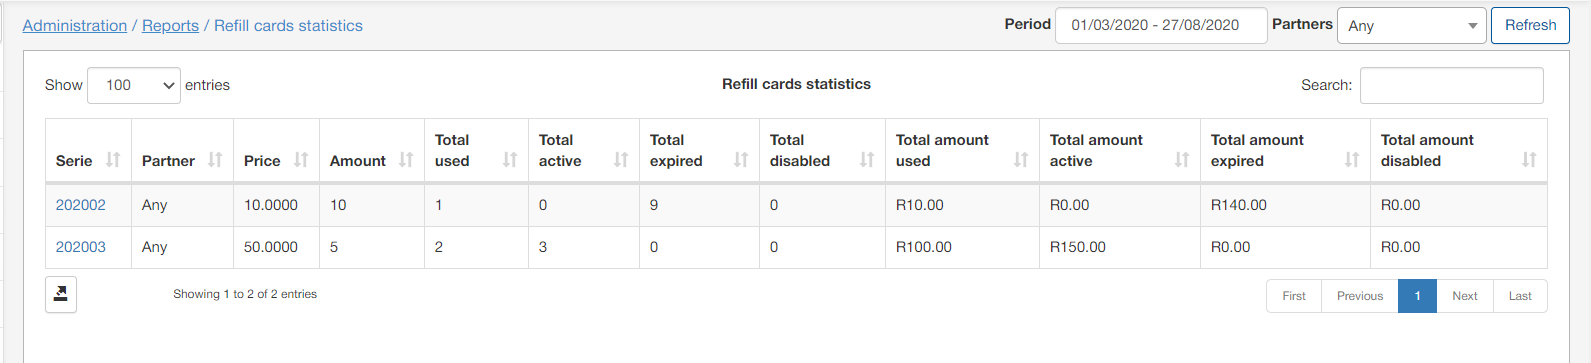 Administration / Reports / Refill cards statistics
Period 01/03/2020 - 27/08/2020 Partners Any Refresh
Show 100 entries
Refill cards statistics
Search:
Serie Partner Price Amount Total used Total active Total expired Total disabled Total amount used Total amount active Total amount expired Total amount disabled
202002 Any 10.0000 10 1 0 9 0 R10.00 R0.00 R140.00 R0.00
202003 Any 50.0000 5 2 3 0 0 R100.00 R150.00 R0.00 R0.00
Showing 1 to 2 of 2 entries
First Previous 1 Next Last